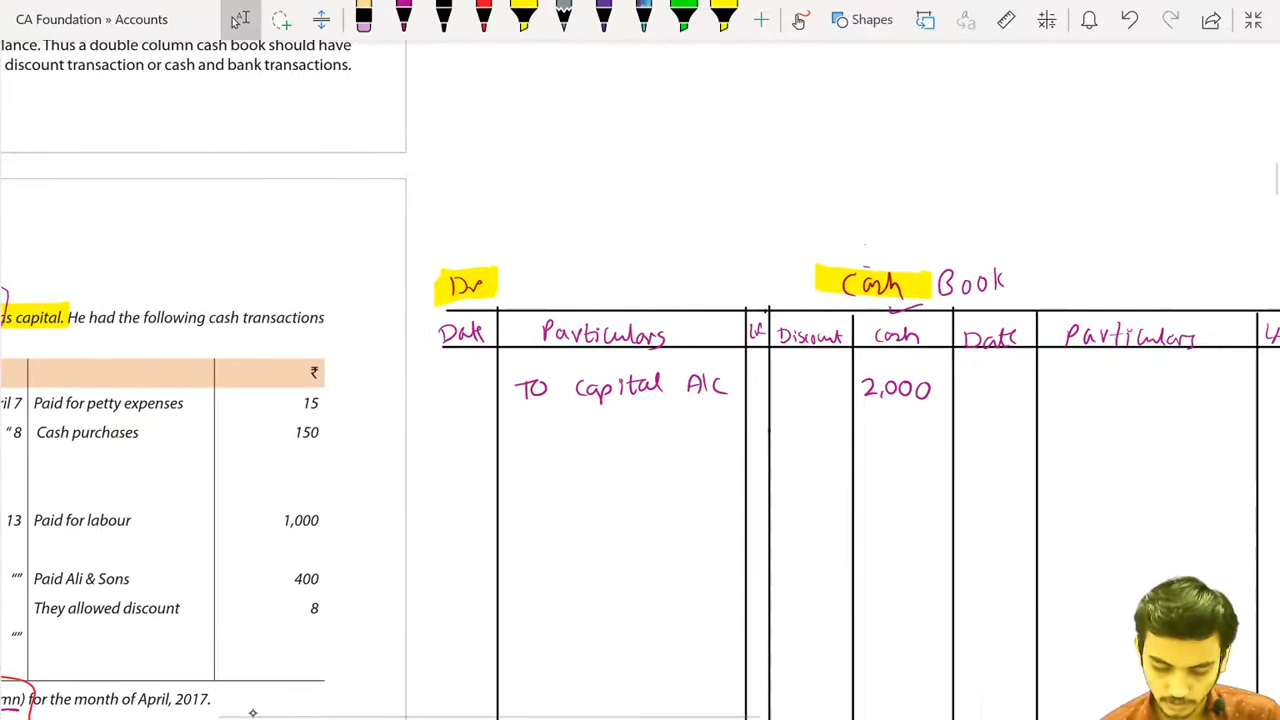 CA Foundation » Accounts
Shapes
lance. Thus a double column cash book should have
discount transaction or cash and bank transactions.
as capital. He had the following cash transactions
₹
ril 7 Paid for petty expenses 15
“ 8 Cash purchases 150
13 Paid for labour 1,000
“” Paid Ali & Sons 400
They allowed discount 8
“”
mn) for the month of April, 2017.
Dr
Cash Book
Date Particulars LF Discount Cash Date Particulars
To Capital A/C 2,000